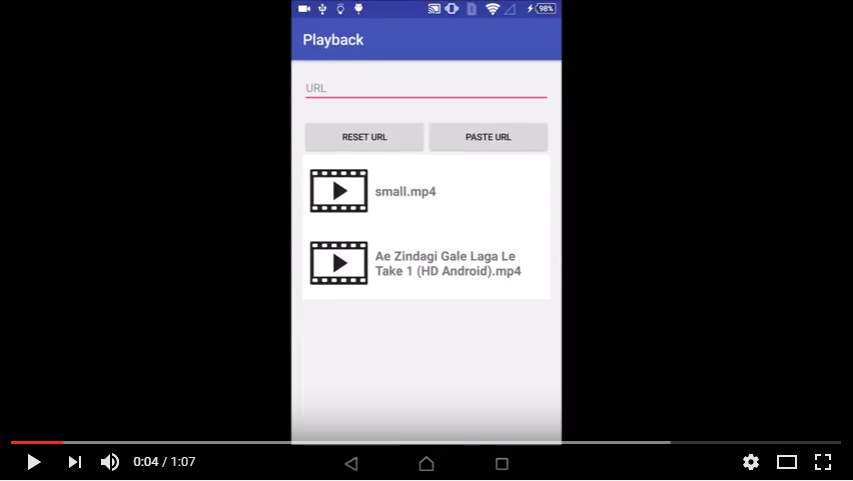 98%
Playback
URL
RESET URL
PASTE URL
small.mp4
Ae Zindagi Gale Laga Le
Take 1 (HD Android).mp4
0:04 / 1:07